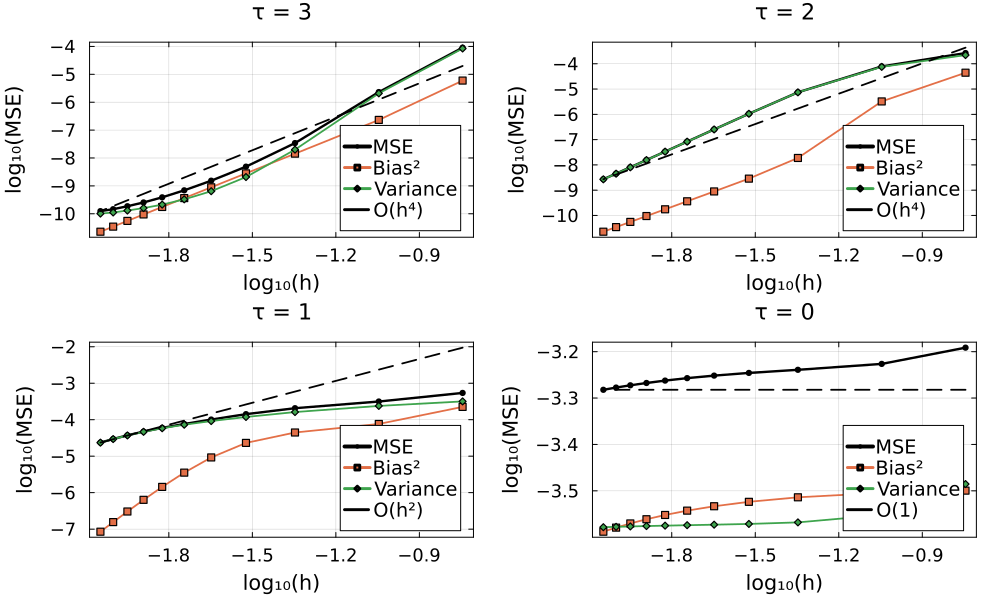 τ = 3
τ = 2
−4
−5
−6
−7
−8
−9
−10
log₁₀(MSE)
−1.8
−1.5
−1.2
−0.9
log₁₀(h)
MSE
Bias²
Variance
O(h⁴)
−4
−5
−6
−7
−8
−9
−10
log₁₀(MSE)
−1.8
−1.5
−1.2
−0.9
log₁₀(h)
MSE
Bias²
Variance
O(h⁴)
τ = 1
τ = 0
−2
−3
−4
−5
−6
−7
log₁₀(MSE)
−1.8
−1.5
−1.2
−0.9
log₁₀(h)
MSE
Bias²
Variance
O(h²)
−3.2
−3.3
−3.4
−3.5
log₁₀(MSE)
−1.8
−1.5
−1.2
−0.9
log₁₀(h)
MSE
Bias²
Variance
O(1)